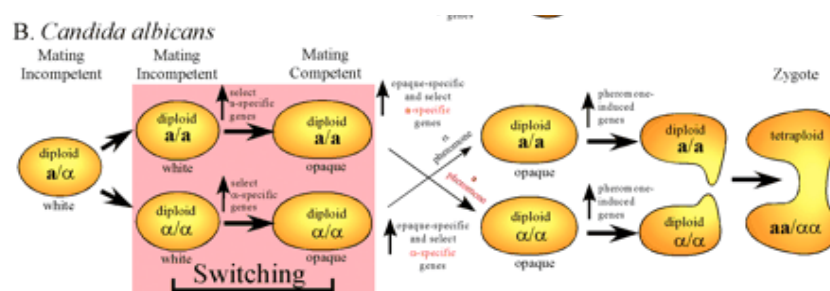 genes
B. Candida albicans
Mating
Incompetent
Mating
Incompetent
Mating
Competent
Zygote
diploid
a/α
white
diploid
a/a
white
select
a-specific
genes
diploid
a/a
opaque
opaque-specific
and select
a-specific
genes
α
pheromone
diploid
a/a
opaque
pheromone-
induced
genes
diploid
a/a
tetraploid
aa/αα
diploid
α/α
white
select
α-specific
genes
diploid
α/α
opaque
opaque-specific
and select
α-specific
genes
a
pheromone
diploid
α/α
opaque
pheromone-
induced
genes
diploid
α/α
Switching